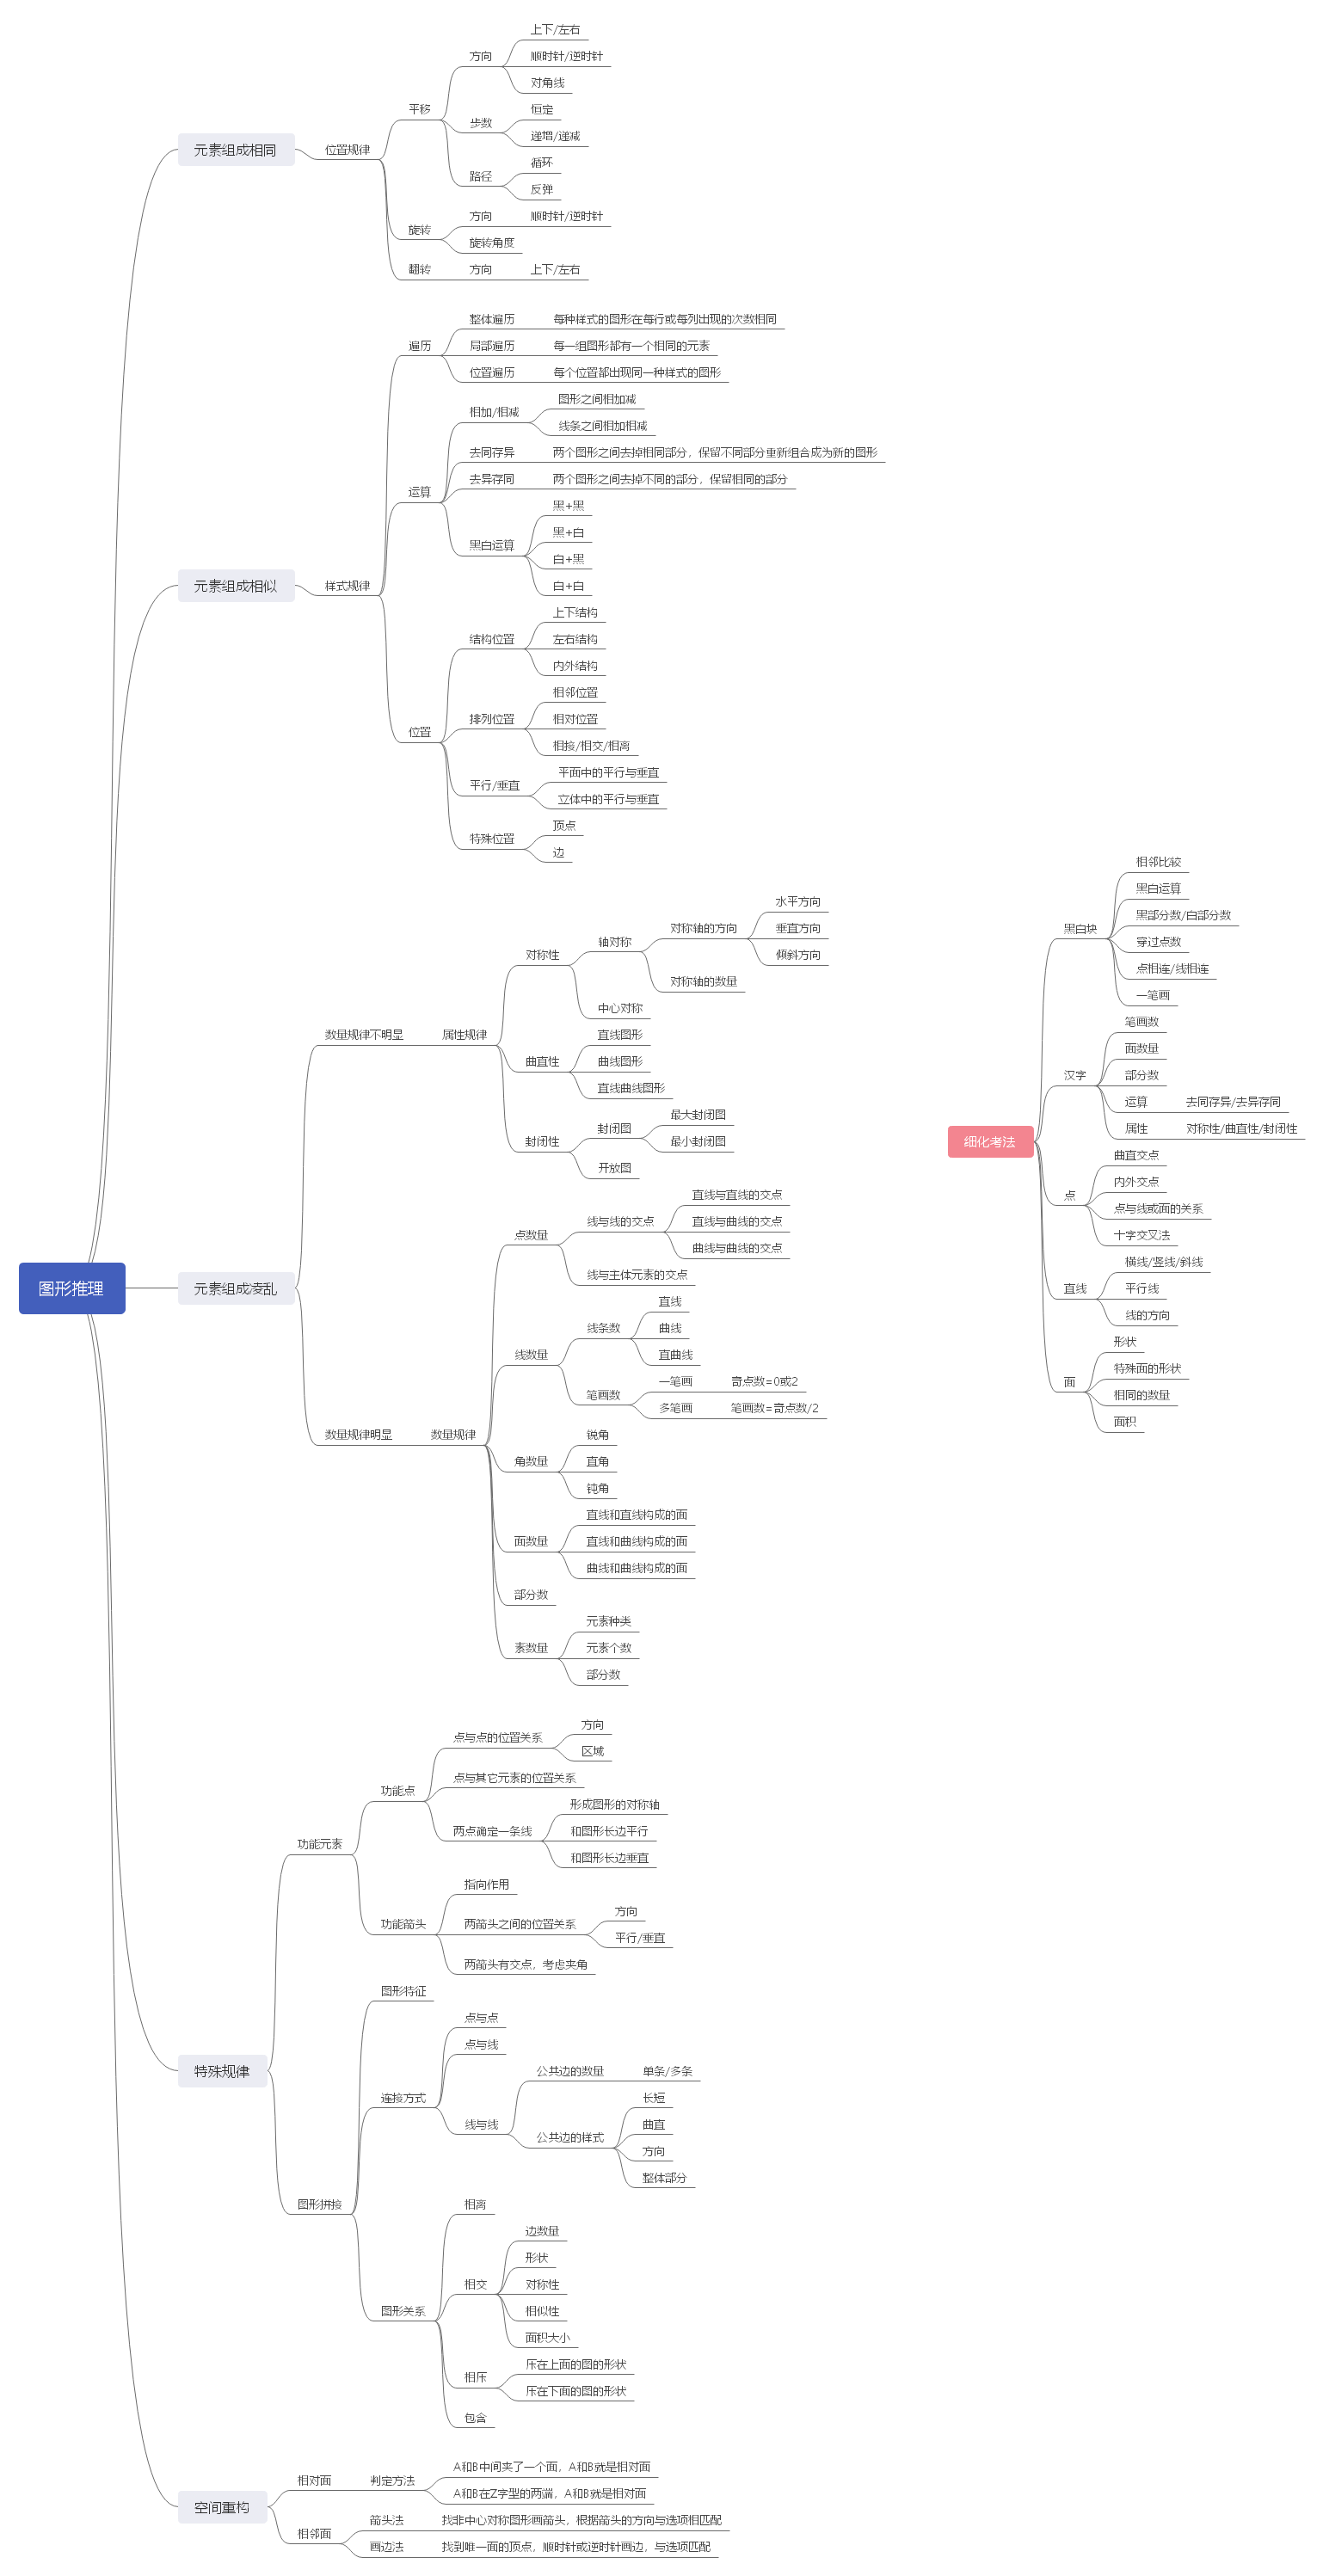 图形推理
元素组成相同
位置规律
平移
方向
上下/左右
顺时针/逆时针
对角线
步数
恒定
递增/递减
路径
循环
反弹
旋转
方向
顺时针/逆时针
旋转角度
翻转
方向
上下/左右
元素组成相似
样式规律
遍历
整体遍历
每种样式的图形在每行或每列出现的次数相同
局部遍历
每一组图形都有一个相同的元素
位置遍历
每个位置都出现同一种样式的图形
运算
相加/相减
图形之间相加减
线条之间相加相减
去同存异
两个图形之间去掉相同部分，保留不同部分重新组合成为新的图形
去异存同
两个图形之间去掉不同的部分，保留相同的部分
黑白运算
黑+黑
黑+白
白+黑
白+白
位置
结构位置
上下结构
左右结构
内外结构
排列位置
相邻位置
相对位置
相接/相交/相离
平行/垂直
平面中的平行与垂直
立体中的平行与垂直
特殊位置
顶点
边
元素组成凌乱
数量规律不明显
属性规律
对称性
轴对称
对称轴的方向
水平方向
垂直方向
倾斜方向
对称轴的数量
中心对称
曲直性
直线图形
曲线图形
直线曲线图形
封闭性
封闭图
最大封闭图
最小封闭图
开放图
数量规律明显
数量规律
点数量
线与线的交点
直线与直线的交点
直线与曲线的交点
曲线与曲线的交点
线与主体元素的交点
线数量
线条数
直线
曲线
直曲线
笔画数
一笔画
奇点数=0或2
多笔画
笔画数=奇点数/2
角数量
锐角
直角
钝角
面数量
直线和直线构成的面
直线和曲线构成的面
曲线和曲线构成的面
部分数
素数量
元素种类
元素个数
部分数
特殊规律
功能元素
功能点
点与点的位置关系
方向
区域
点与其它元素的位置关系
两点确定一条线
形成图形的对称轴
和图形长边平行
和图形长边垂直
功能箭头
指向作用
两箭头之间的位置关系
方向
平行/垂直
两箭头有交点，考虑夹角
图形拼接
图形特征
连接方式
点与点
点与线
线与线
公共边的数量
单条/多条
公共边的样式
长短
曲直
方向
整体部分
图形关系
相离
相交
边数量
形状
对称性
相似性
面积大小
相压
压在上面的图的形状
压在下面的图的形状
包含
空间重构
相对面
判定方法
A和B中间夹了一个面，A和B就是相对面
A和B在Z字型的两端，A和B就是相对面
相邻面
箭头法
找非中心对称图形画箭头，根据箭头的方向与选项相匹配
画边法
找到唯一面的顶点，顺时针或逆时针画边，与选项匹配
细化考法
黑白块
相邻比较
黑白运算
黑部分数/白部分数
穿过点数
点相连/线相连
一笔画
汉字
笔画数
面数量
部分数
运算
去同存异/去异存同
属性
对称性/曲直性/封闭性
点
曲直交点
内外交点
点与线或面的关系
十字交叉法
直线
横线/竖线/斜线
平行线
线的方向
面
形状
特殊面的形状
相同的数量
面积